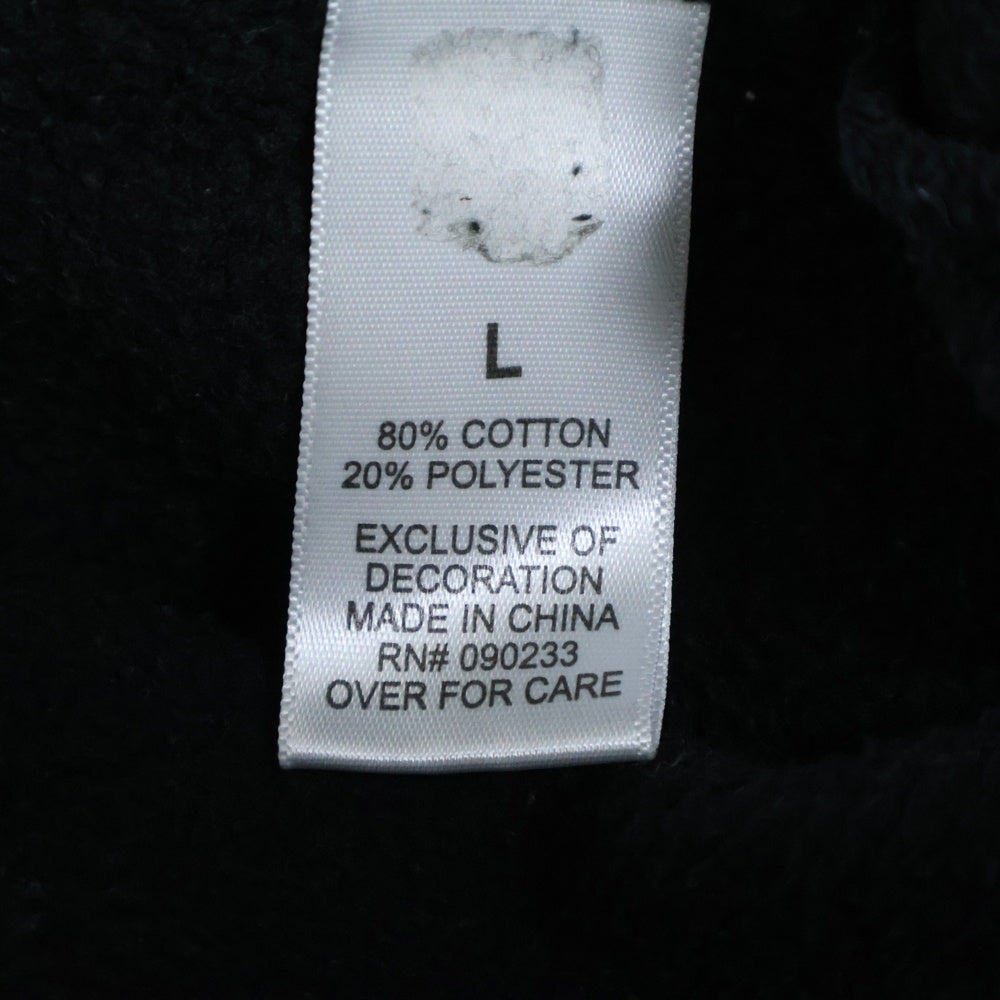 L
80% COTTON
20% POLYESTER
EXCLUSIVE OF
DECORATION
MADE IN CHINA
RN# 090233
OVER FOR CARE